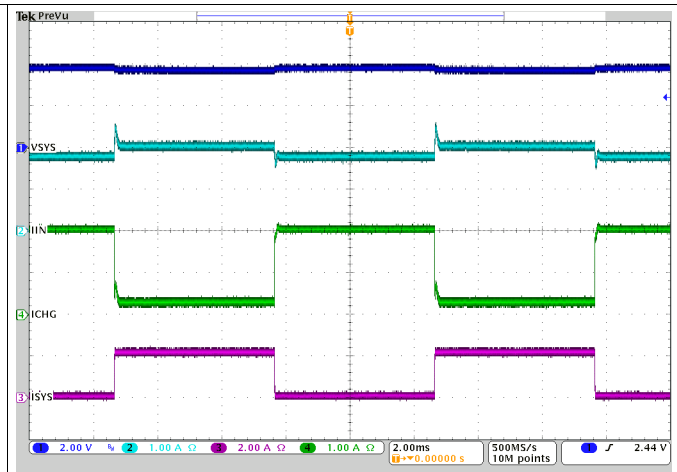 Tek PreVu
T
T
1 VSYS
2 IIN
4 ICHG
3 ISYS
1 2.00 V 2 1.00 A Ω 3 2.00 A Ω 4 1.00 A Ω
2.00ms
T→▼0.00000 s
500MS/s
10M points
1 2.44 V